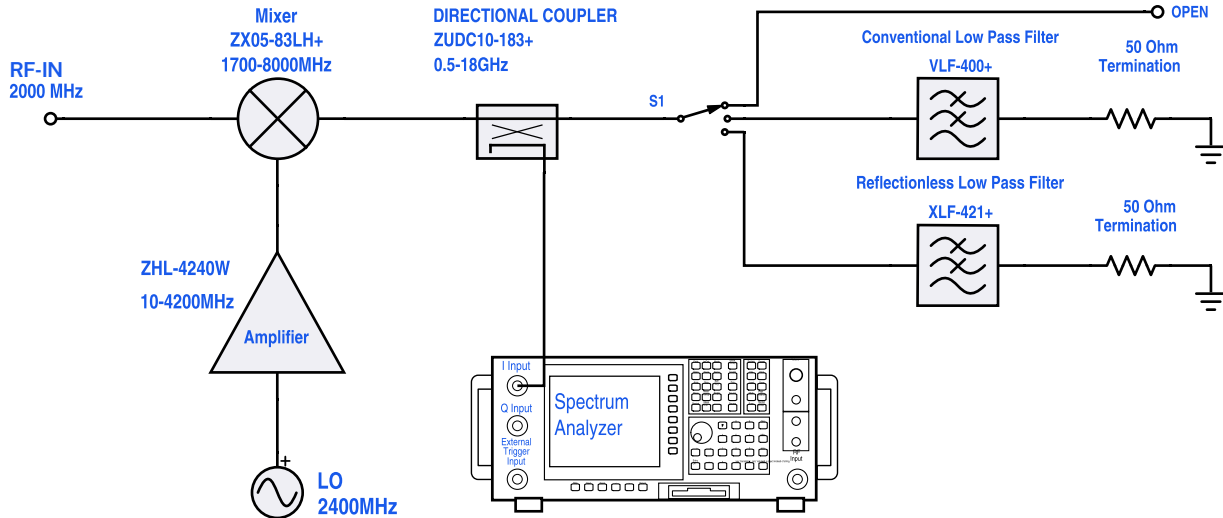 Mixer
ZX05-83LH+
1700-8000MHz
DIRECTIONAL COUPLER
ZUDC10-183+
0.5-18GHz
OPEN
Conventional Low Pass Filter
VLF-400+
50 Ohm
Termination
RF-IN
2000 MHz
S1
Reflectionless Low Pass Filter
XLF-421+
50 Ohm
Termination
ZHL-4240W
10-4200MHz
Amplifier
I Input
Q Input
External
Trigger
Input
Spectrum
Analyzer
RF
Input
+
LO
2400MHz